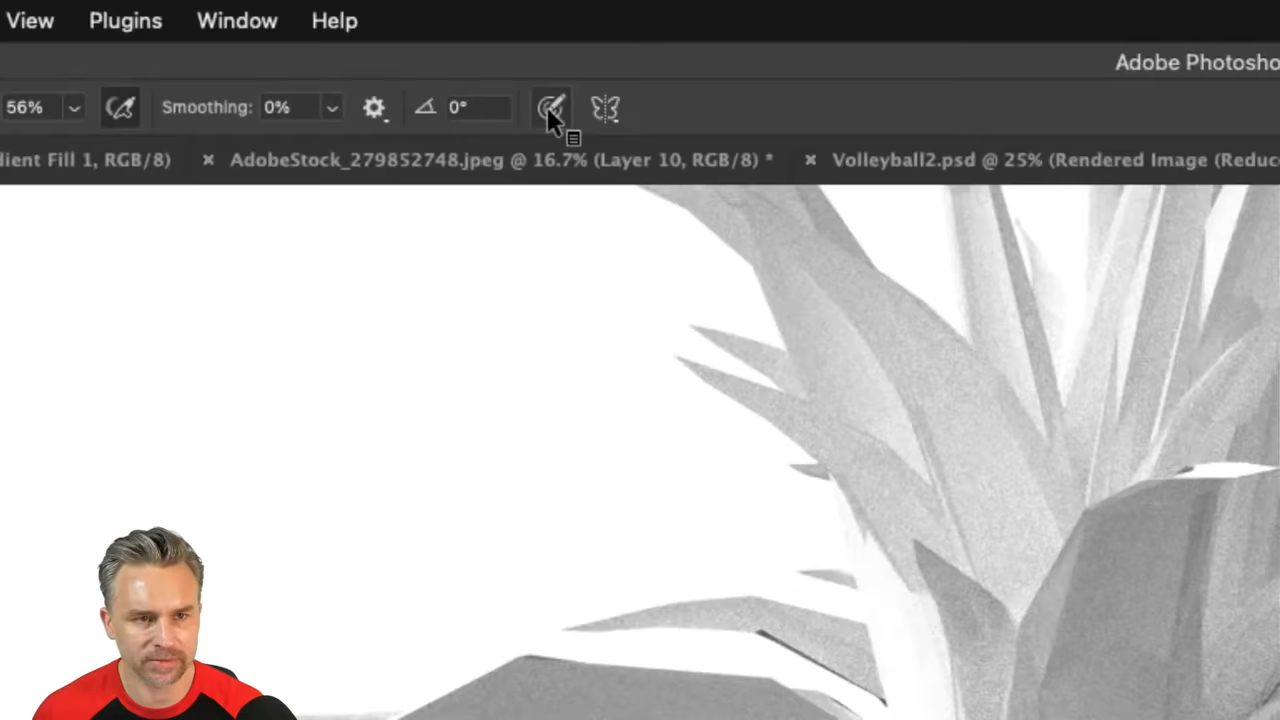 View Plugins Window Help
Adobe Photosho
56% Smoothing: 0% 0°
dient Fill 1, RGB/8) × AdobeStock_279852748.jpeg @ 16.7% (Layer 10, RGB/8) * × Volleyball2.psd @ 25% (Rendered Image (Reduc